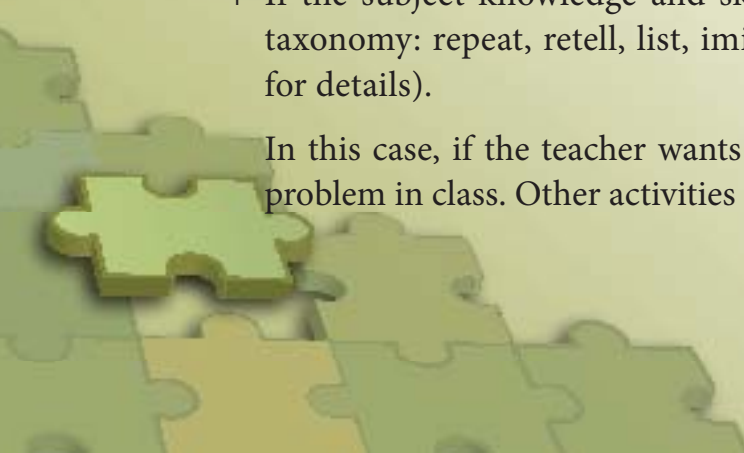 If the subject knowledge and
taxonomy: repeat, retell, list,
for details).
In this case, if the teacher wants
problem in class. Other activities